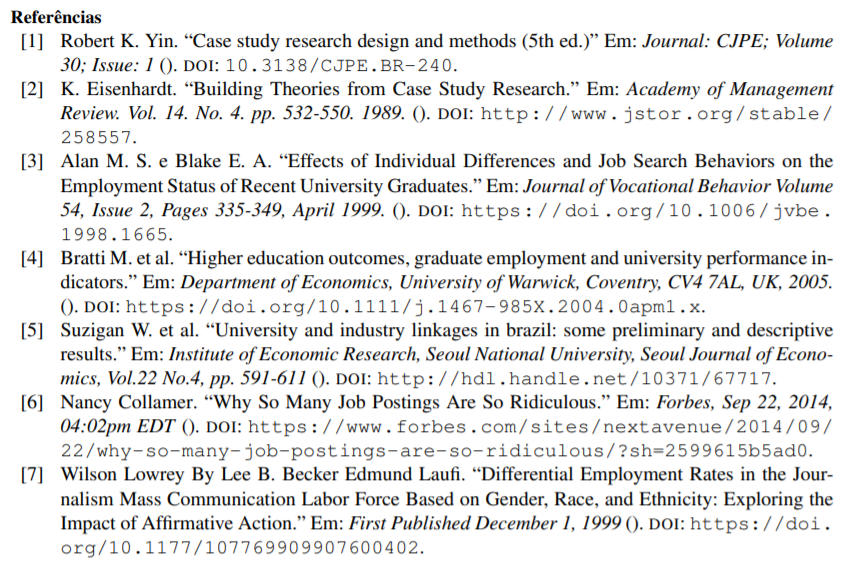 Referências
[1] Robert K. Yin. “Case study research design and methods (5th ed.)” Em: Journal: CJPE; Volume
30; Issue: 1 (). DOI: 10.3138/CJPE.BR-240.
[2] K. Eisenhardt. “Building Theories from Case Study Research.” Em: Academy of Management
Review. Vol. 14. No. 4. pp. 532-550. 1989. (). DOI: http://www.jstor.org/stable/
258557.
[3] Alan M. S. e Blake E. A. “Effects of Individual Differences and Job Search Behaviors on the
Employment Status of Recent University Graduates.” Em: Journal of Vocational Behavior Volume
54, Issue 2, Pages 335-349, April 1999. (). DOI: https://doi.org/10.1006/jvbe.
1998.1665.
[4] Bratti M. et al. “Higher education outcomes, graduate employment and university performance in-
dicators.” Em: Department of Economics, University of Warwick, Coventry, CV4 7AL, UK, 2005.
(). DOI: https://doi.org/10.1111/j.1467-985X.2004.0apm1.x.
[5] Suzigan W. et al. “University and industry linkages in brazil: some preliminary and descriptive
results.” Em: Institute of Economic Research, Seoul National University, Seoul Journal of Econo-
mics, Vol.22 No.4, pp. 591-611 (). DOI: http://hdl.handle.net/10371/67717.
[6] Nancy Collamer. “Why So Many Job Postings Are So Ridiculous.” Em: Forbes, Sep 22, 2014,
04:02pm EDT (). DOI: https://www.forbes.com/sites/nextavenue/2014/09/
22/why-so-many-job-postings-are-so-ridiculous/?sh=2599615b5ad0.
[7] Wilson Lowrey By Lee B. Becker Edmund Laufi. “Differential Employment Rates in the Jour-
nalism Mass Communication Labor Force Based on Gender, Race, and Ethnicity: Exploring the
Impact of Affirmative Action.” Em: First Published December 1, 1999 (). DOI: https://doi.
org/10.1177/107769909907600402.